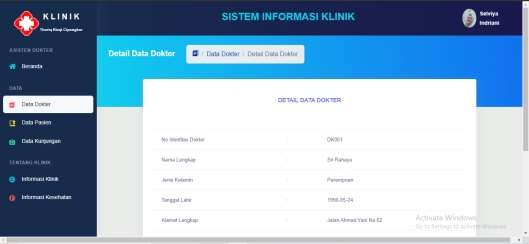 KLINIK
SISTEM INFORMASI KLINIK
Selviya
Indriani
ASISTEN DOKTER
Beranda
Detail Data Dokter
/ Data Dokter / Detail Data Dokter
DATA
Data Dokter
Data Pasien
Data Kunjungan
TENTANG KLINIK
Informasi Klinik
Informasi Kesehatan
DETAIL DATA DOKTER
No Identitas Dokter : DK001
Nama Lengkap : Sri Rahayu
Jenis Kelamin : Perempuan
Tanggal Lahir : 1998-05-24
Alamat Lengkap : Jalan Ahmad Yani No.52
Activate Windows
Go to Settings to activate Windows.